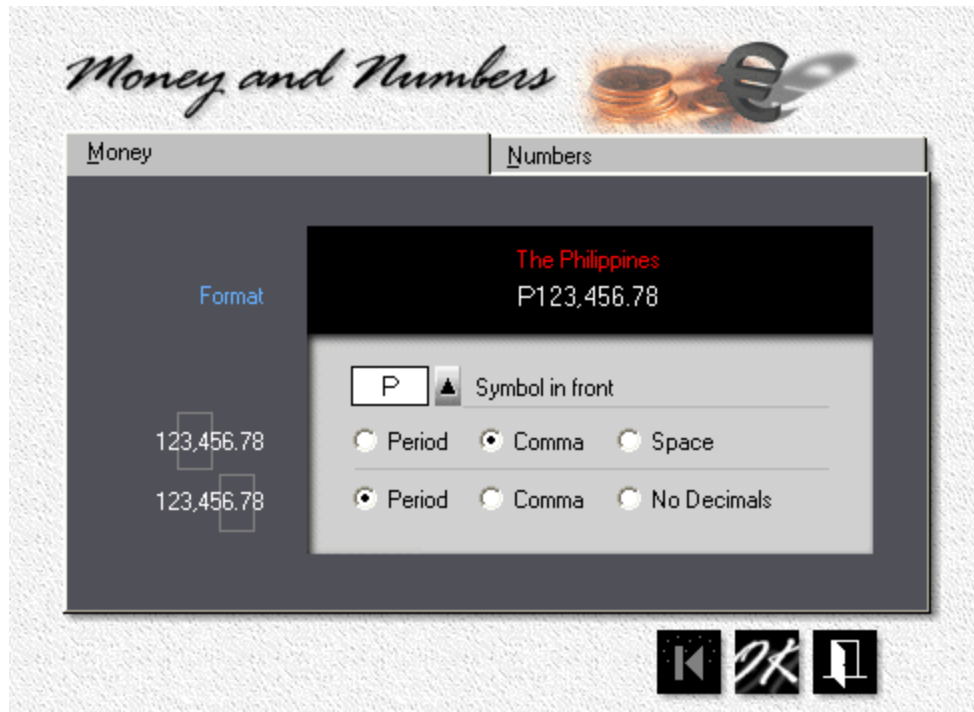 Money and Numbers
€
Money
Numbers
The Philippines
Format
P123,456.78
P
Symbol in front
123,456.78
Period
Comma
Space
123,456.78
Period
Comma
No Decimals
OK